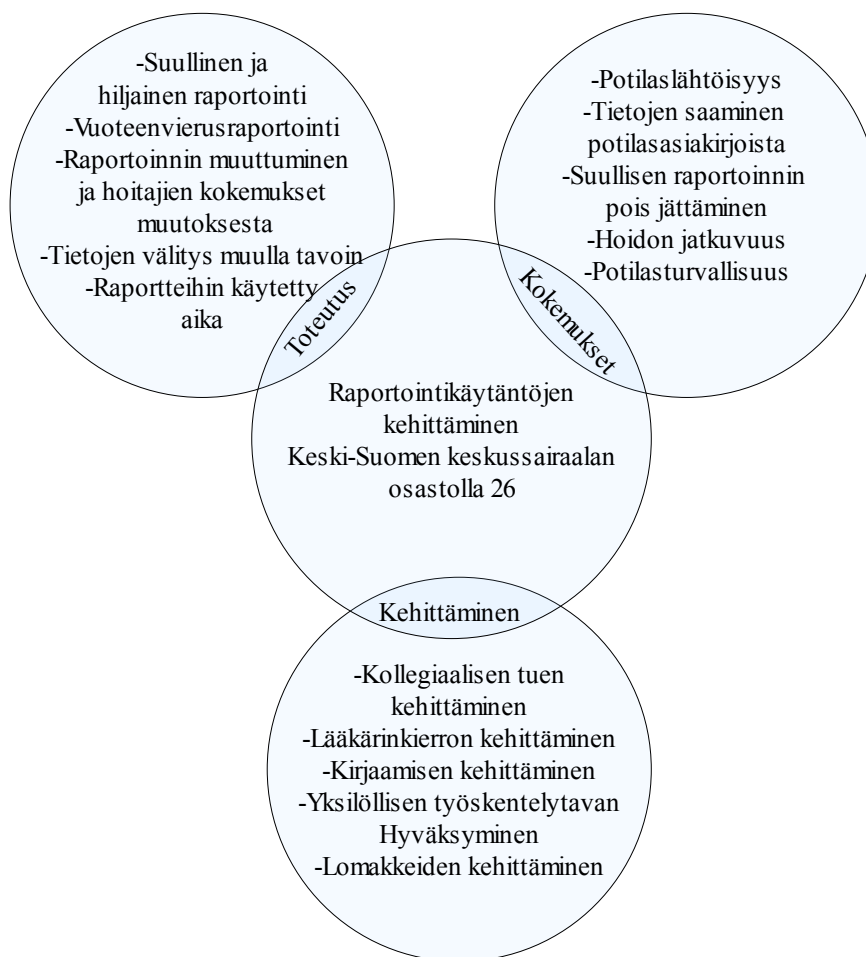 -Suullinen ja
hiljainen raportointi
-Vuoteenvierusraportointi
-Raportoinnin muuttuminen
ja hoitajien kokemukset
muutoksesta
-Tietojen välitys muulla tavoin
-Raportteihin käytetty
aika
Toteutus
-Potilaslähtöisyys
-Tietojen saaminen
potilasasiakirjoista
-Suullisen raportoinnin
pois jättäminen
-Hoidon jatkuvuus
-Potilasturvallisuus
Kokemukset
Raportointikäytäntöjen
kehittäminen
Keski-Suomen keskussairaalan
osastolla 26
Kehittäminen
-Kollegiaalisen tuen
kehittäminen
-Lääkärinkierron kehittäminen
-Kirjaamisen kehittäminen
-Yksilöllisen työskentelytavan
Hyväksyminen
-Lomakkeiden kehittäminen